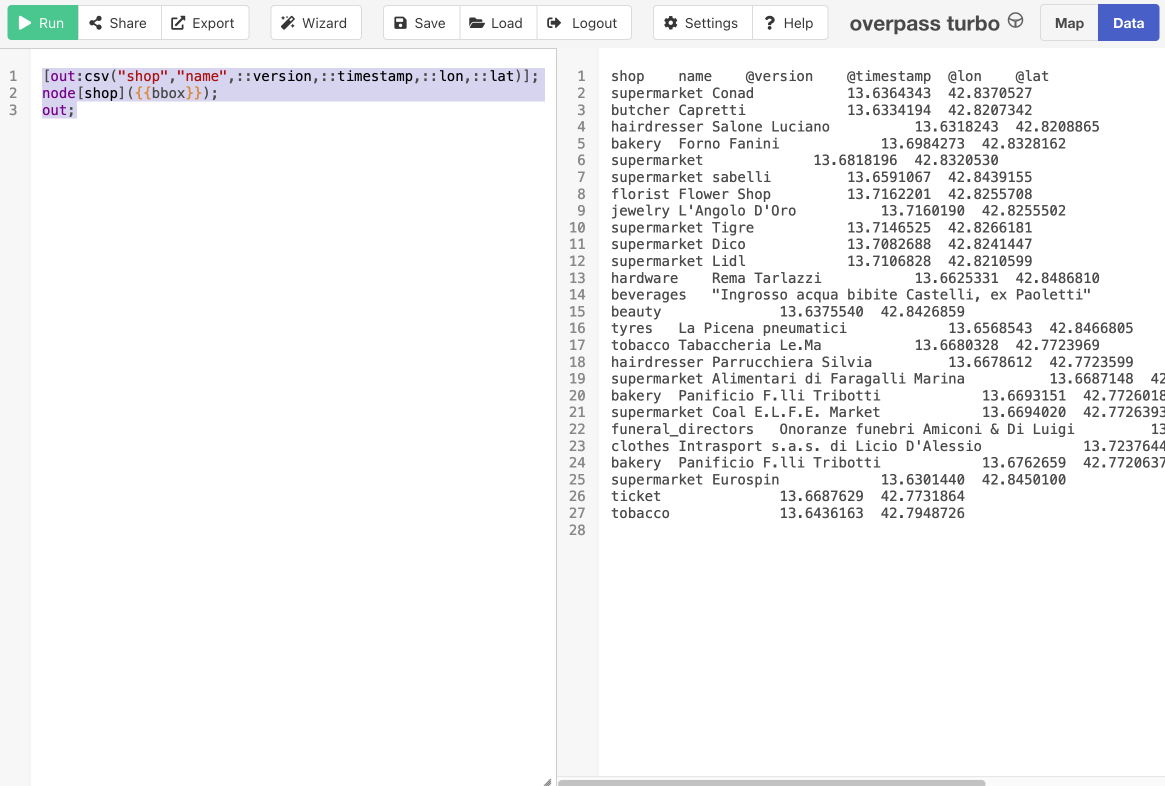 Run Share Export Wizard Save Load Logout Settings Help overpass turbo Map Data
1 [out:csv("shop","name",::version,::timestamp,::lon,::lat)];
2 node[shop]({{bbox}});
3 out;
1 shop name @version @timestamp @lon @lat
2 supermarket Conad 13.6364343 42.8370527
3 butcher Capretti 13.6334194 42.8207342
4 hairdresser Salone Luciano 13.6318243 42.8208865
5 bakery Forno Fanini 13.6984273 42.8328162
6 supermarket 13.6818196 42.8320530
7 supermarket sabelli 13.6591067 42.8439155
8 florist Flower Shop 13.7162201 42.8255708
9 jewelry L'Angolo D'Oro 13.7160190 42.8255502
10 supermarket Tigre 13.7146525 42.8266181
11 supermarket Dico 13.7082688 42.8241447
12 supermarket Lidl 13.7106828 42.8210599
13 hardware Rema Tarlazzi 13.6625331 42.8486810
14 beverages "Ingrosso acqua bibite Castelli, ex Paoletti"
15 beauty 13.6375540 42.8426859
16 tyres La Picena pneumatici 13.6568543 42.8466805
17 tobacco Tabaccheria Le.Ma 13.6680328 42.7723969
18 hairdresser Parrucchiera Silvia 13.6678612 42.7723599
19 supermarket Alimentari di Faragalli Marina 13.6687148 42
20 bakery Panificio F.lli Tribotti 13.6693151 42.7726018
21 supermarket Coal E.L.F.E. Market 13.6694020 42.7726393
22 funeral_directors Onoranze funebri Amiconi & Di Luigi 13
23 clothes Intrasport s.a.s. di Licio D'Alessio 13.7237644
24 bakery Panificio F.lli Tribotti 13.6762659 42.7720637
25 supermarket Eurospin 13.6301440 42.8450100
26 ticket 13.6687629 42.7731864
27 tobacco 13.6436163 42.7948726
28